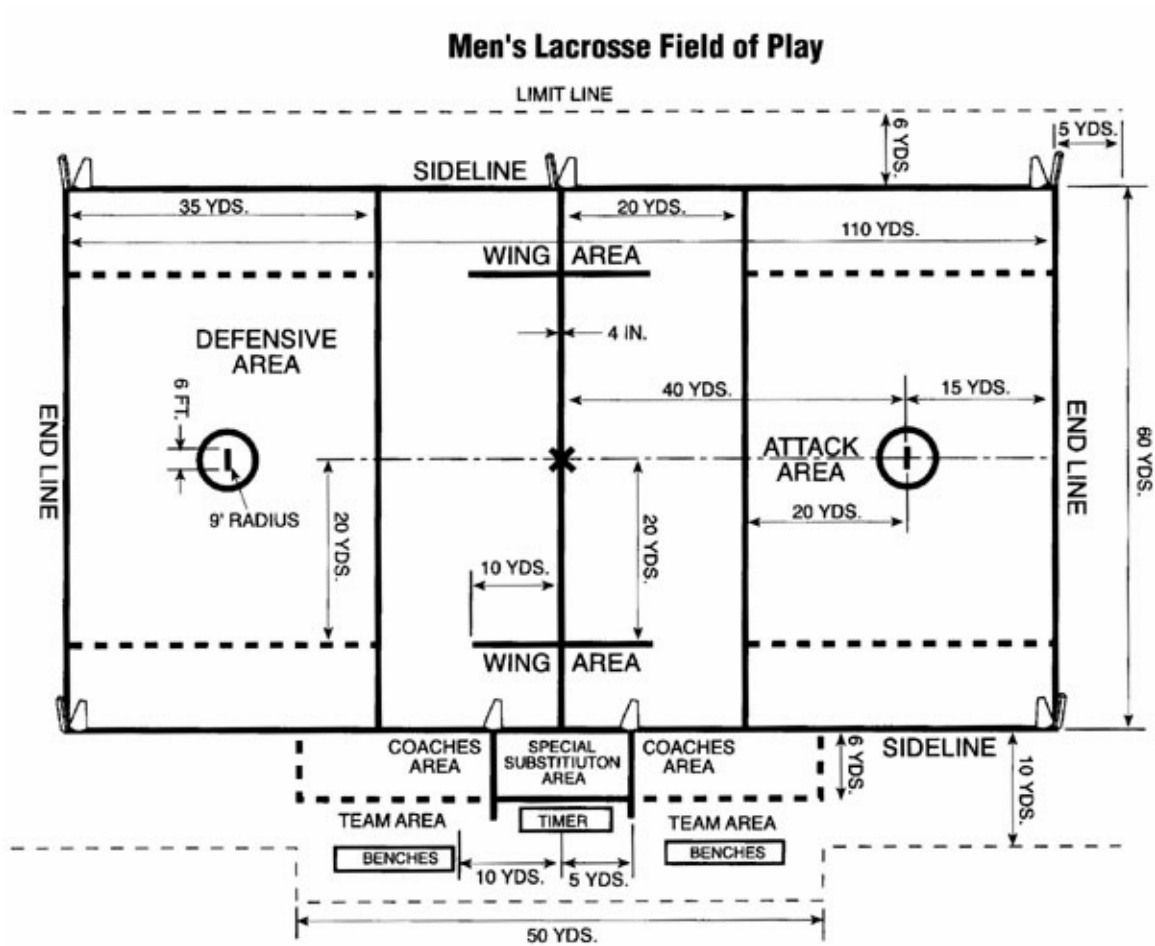 Men's Lacrosse Field of Play
LIMIT LINE
6 YDS.
5 YDS.
SIDELINE
35 YDS.
20 YDS.
110 YDS.
WING AREA
4 IN.
DEFENSIVE
AREA
6 FT.
40 YDS.
15 YDS.
END LINE
ATTACK
AREA
END LINE
60 YDS.
9' RADIUS
20 YDS.
20 YDS.
20 YDS.
10 YDS.
WING AREA
COACHES
AREA
SPECIAL
SUBSTITIUTON
AREA
COACHES
AREA
6 YDS.
SIDELINE
10 YDS.
TEAM AREA
TIMER
TEAM AREA
BENCHES
BENCHES
10 YDS.
5 YDS.
50 YDS.